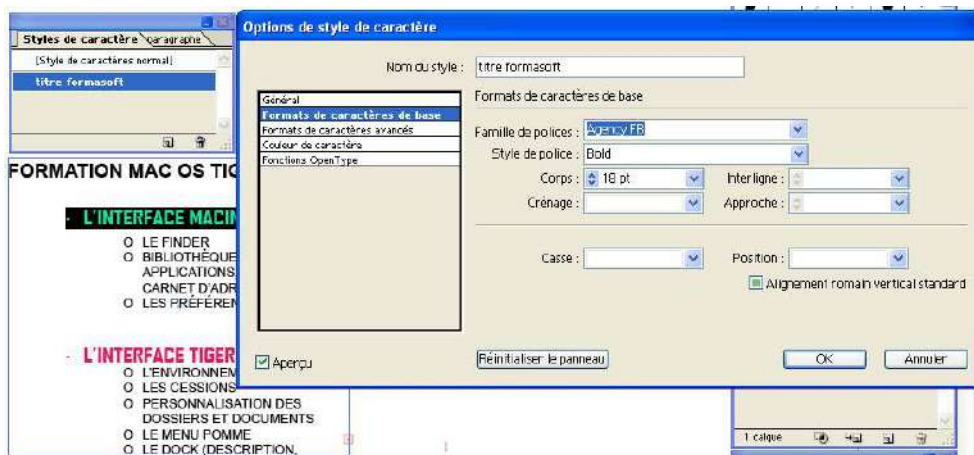 Styles de caractère paragraphe
[Style de caractères normal]
titre formasoft
Options de style de caractère
Nom du style : titre formasoft
Général
Formats de caractères de base
Formats de caractères avancés
Couleur de caractère
Fonctions OpenType
Formats de caractères de base
Famille de polices : Agency FB
Style de police : Bold
Corps : 18 pt Interligne :
Crénage : Approche :
Casse : Position :
Alignement romain vertical standard
Aperçu Réinitialiser le panneau OK Annuler
FORMATION MAC OS TIG
- L'INTERFACE MACIN
O LE FINDER
O BIBLIOTHÈQUE
APPLICATIONS
CARNET D'ADR
O LES PRÉFÉREN
- L'INTERFACE TIGER
O L'ENVIRONNEM
O LES CESSIONS
O PERSONNALISATION DES
DOSSIERS ET DOCUMENTS
O LE MENU POMME
O LE DOCK (DESCRIPTION,
1 calque